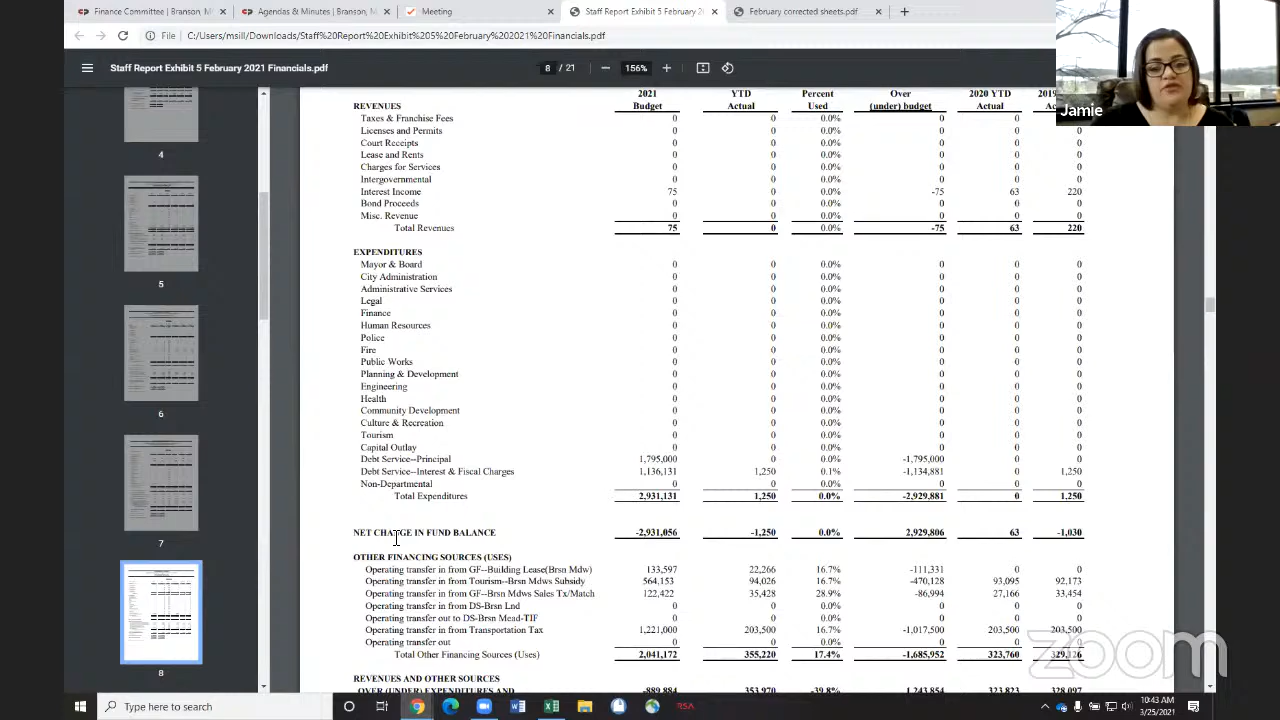 Finance Committee | Branson, M
Agendas & Minutes | Branson, M
Meeting
Staff Report Exhibit 5 February 2
February corrected sheets.pdf
File C:/Users/msill/Downloads/Staff%20Report%20Exhibit%205%20February%202021%20Financials.pdf
Staff Report Exhibit 5 February 2021 Financials.pdf
8 / 21
156%
Jamie
2021 YTD Percent Over 2020 YTD 2019
REVENUES Budget Actual Used (under) budget Actual Ac
Taxes & Franchise Fees 0 0 0.0% 0 0 0
Licenses and Permits 0 0 0.0% 0 0 0
Court Receipts 0 0 0.0% 0 0 0
Lease and Rents 0 0 0.0% 0 0 0
Charges for Services 0 0 0.0% 0 0 0
Intergovernmental 0 0 0.0% 0 0 0
Interest Income 75 0 0.0% -75 63 220
Bond Proceeds 0 0 0.0% 0 0 0
Misc. Revenue 0 0 0.0% 0 0 0
Total Revenues 75 0 0.0% -75 63 220
EXPENDITURES
Mayor & Board 0 0 0.0% 0 0 0
City Administration 0 0 0.0% 0 0 0
Administrative Services 0 0 0.0% 0 0 0
Legal 0 0 0.0% 0 0 0
Finance 0 0 0.0% 0 0 0
Human Resources 0 0 0.0% 0 0 0
Police 0 0 0.0% 0 0 0
Fire 0 0 0.0% 0 0 0
Public Works 0 0 0.0% 0 0 0
Planning & Development 0 0 0.0% 0 0 0
Engineering 0 0 0.0% 0 0 0
Health 0 0 0.0% 0 0 0
Community Development 0 0 0.0% 0 0 0
Culture & Recreation 0 0 0.0% 0 0 0
Tourism 0 0 0.0% 0 0 0
Capital Outlay 0 0 0.0% 0 0 0
Debt Service--Principal 1,795,000 0 0.0% -1,795,000 0 0
Debt Service--Interest & Fiscal Charges 1,136,131 1,250 0.1% -1,134,881 0 1,250
Non-Departmental 0 0 0.0% 0 0 0
Total Expenditures 2,931,131 1,250 0.0% -2,929,881 0 1,250
NET CHANGE IN FUND BALANCE -2,931,056 -1,250 0.0% 2,929,806 63 -1,030
OTHER FINANCING SOURCES (USES)
Operating transfer in from GF--Building Lease(Brsn Mdw) 133,597 22,266 16.7% -111,331 0 0
Operating transfer in from Tourism--Brsn Mdws Subsidy 564,153 94,026 16.7% -470,128 93,095 92,173
Operating transfer in from GF--Brsn Mdws Sales Tx/Match 122,422 35,428 28.9% -86,994 27,166 33,454
Operating transfer in from DS-Brsn Lnd 0 0 0.0% 0 0 0
Operating transfer out to DS-Brsn Mead-TIF 0 0 0.0% 0 0 0
Operating transfer in from Transportation Tax 1,221,000 203,500 16.7% -1,017,500 203,500 203,500
Operating transfer out 0 0 0.0% 0 0 0
Total Other Financing Sources (Uses) 2,041,172 355,220 17.4% -1,685,952 323,760 329,126
REVENUES AND OTHER SOURCES
OVER (UNDER) EXPENDITURES AND -889,884 353,970 -39.8% 1,243,854 323,823 328,097
4
5
6
7
8
zoom
Type here to search
RSA
10:43 AM
3/25/2021